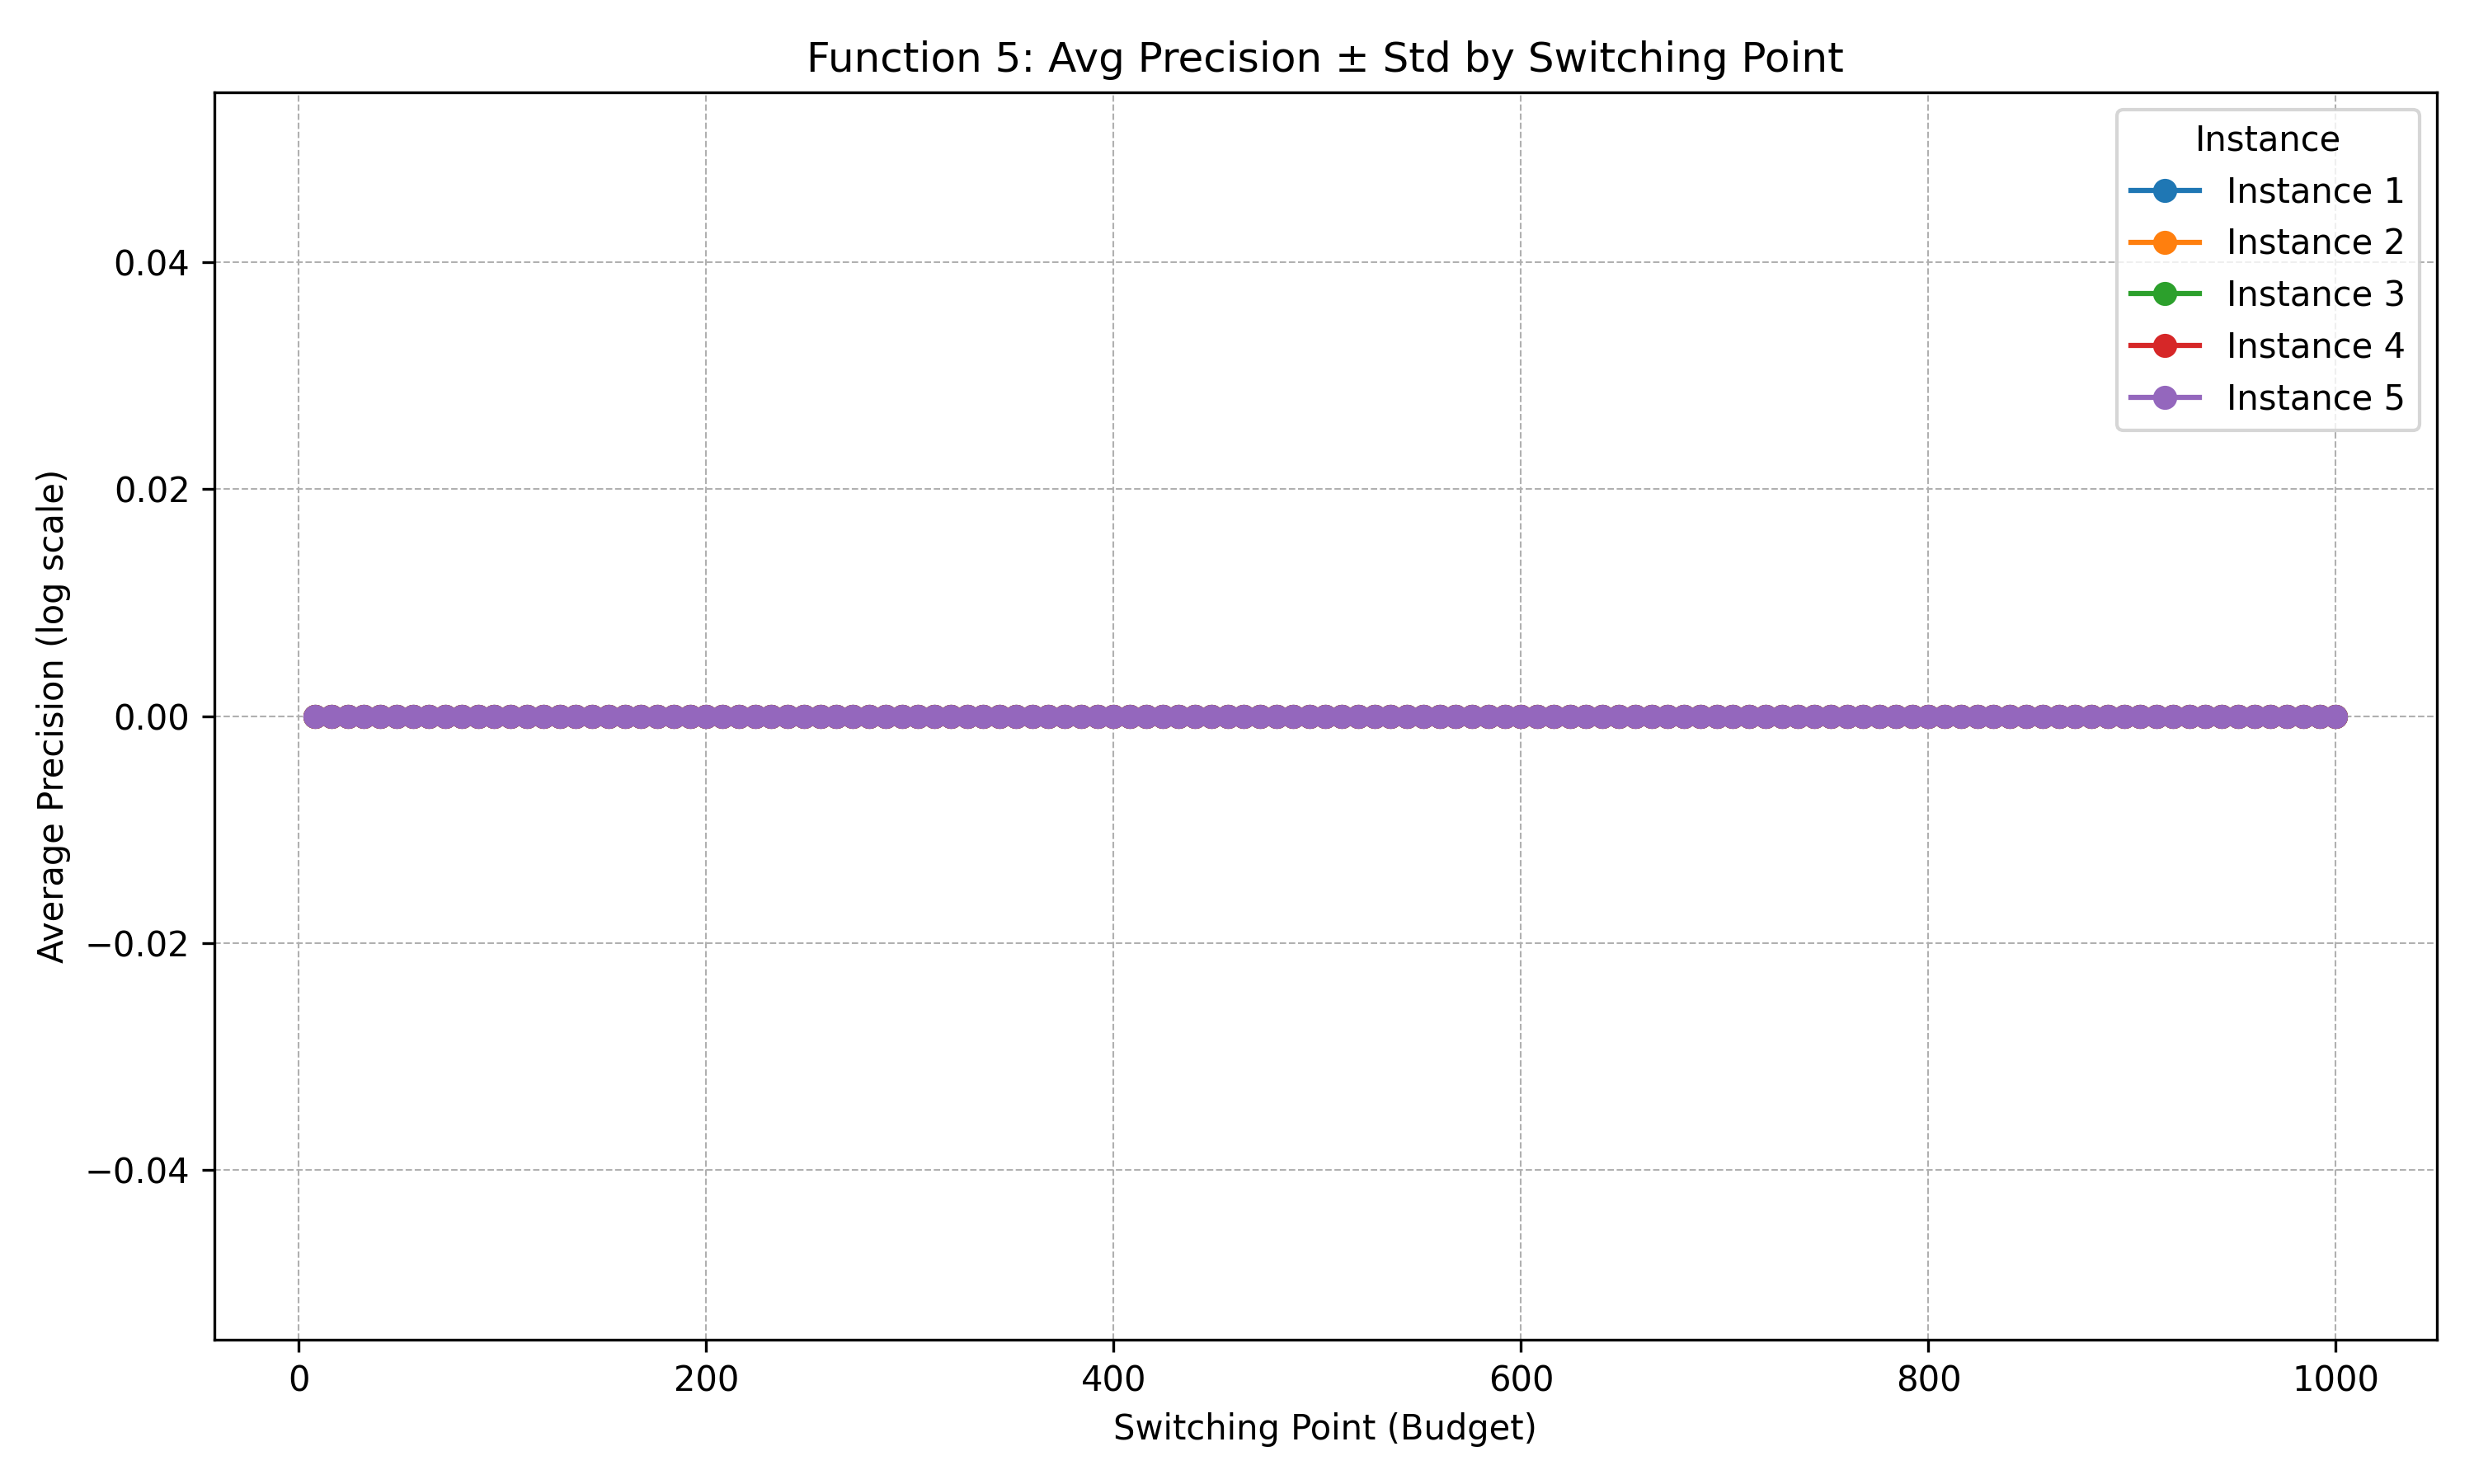 Function 5: Avg Precision ± Std by Switching Point
Average Precision (log scale)
0.04
0.02
0.00
−0.02
−0.04
Instance
Instance 1
Instance 2
Instance 3
Instance 4
Instance 5
0 200 400 600 800 1000
Switching Point (Budget)